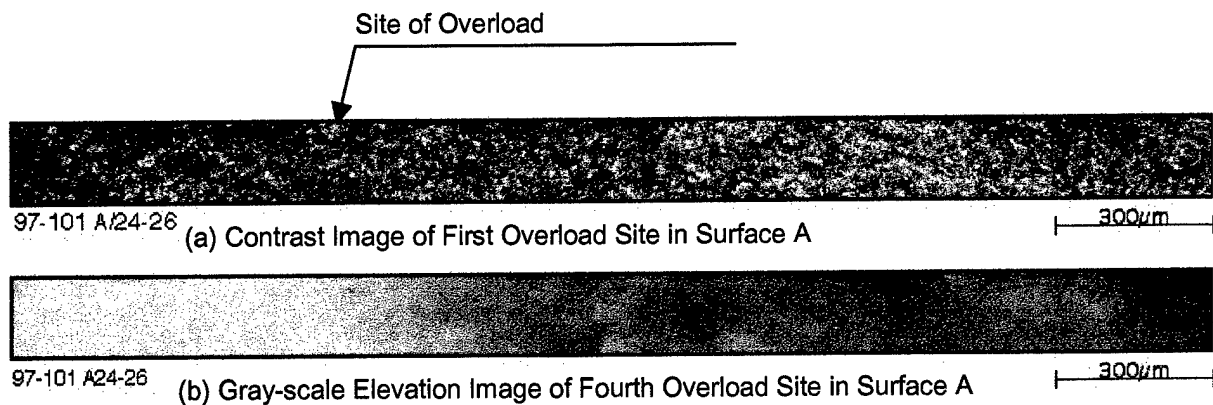 Site of Overload
97-101 A/24-26
(a) Contrast Image of First Overload Site in Surface A
300µm
97-101 A24-26
(b) Gray-scale Elevation Image of Fourth Overload Site in Surface A
300µm